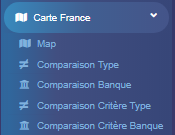 Carte France
Map
Comparaison Type
Comparaison Banque
Comparaison Critère Type
Comparaison Critère Banque